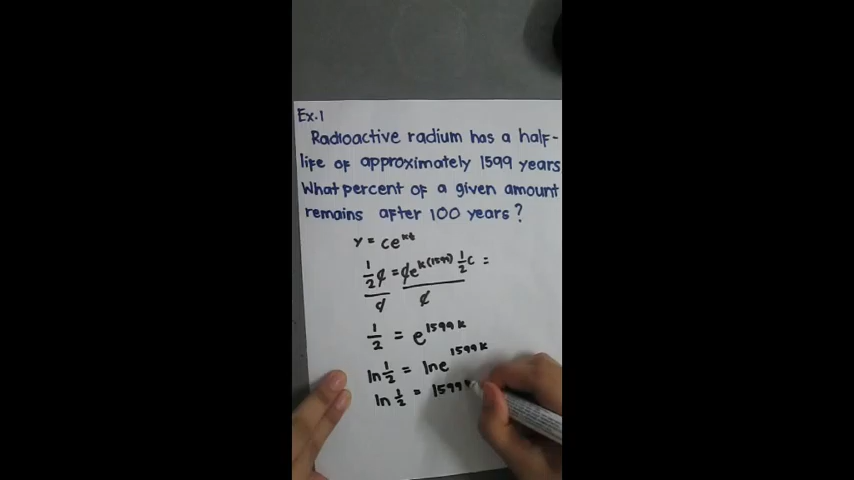 Ex.1
Radioactive radium has a half-
life of approximately 1599 years
What percent of a given amount
remains after 100 years?
y = ce^kt
1/2 c = ce^k(1599) 1/2 c =
c c
1/2 = e^1599k
ln 1/2 = ln e^1599k
ln 1/2 = 1599k